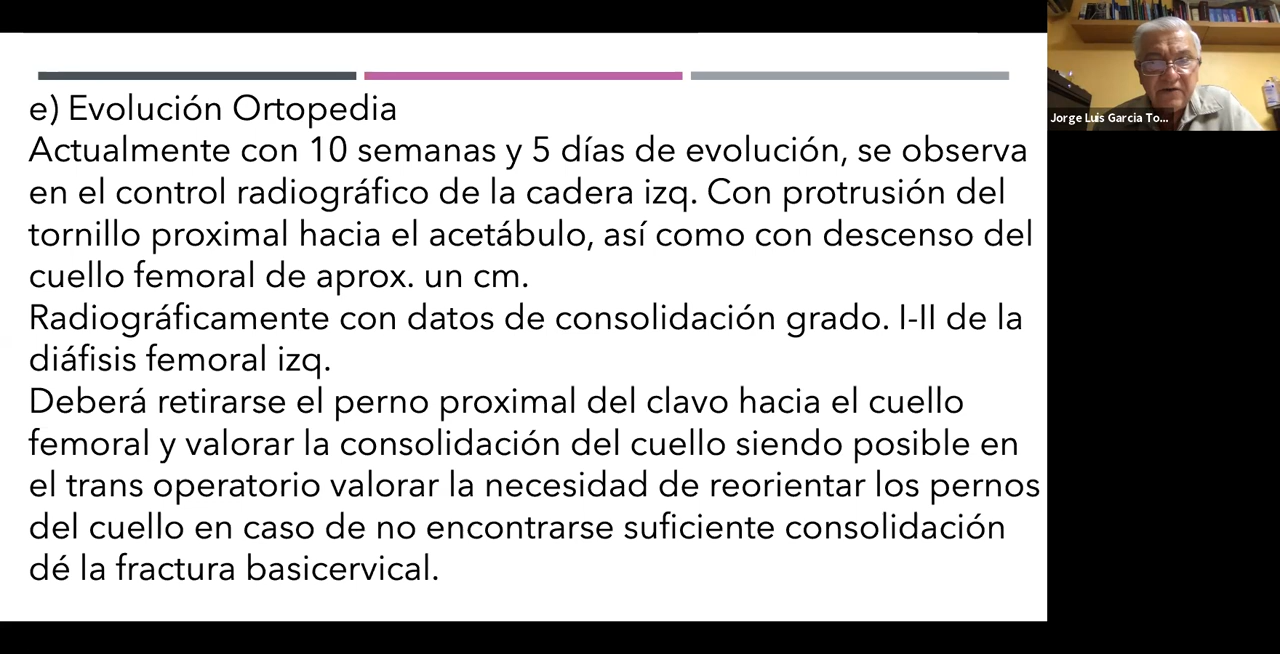 e) Evolución Ortopedia
Actualmente con 10 semanas y 5 días de evolución, se observa
en el control radiográfico de la cadera izq. Con protrusión del
tornillo proximal hacia el acetábulo, así como con descenso del
cuello femoral de aprox. un cm.
Radiográficamente con datos de consolidación grado. I-II de la
diáfisis femoral izq.
Deberá retirarse el perno proximal del clavo hacia el cuello
femoral y valorar la consolidación del cuello siendo posible en
el trans operatorio valorar la necesidad de reorientar los pernos
del cuello en caso de no encontrarse suficiente consolidación
dé la fractura basicervical.
Jorge Luis Garcia To...